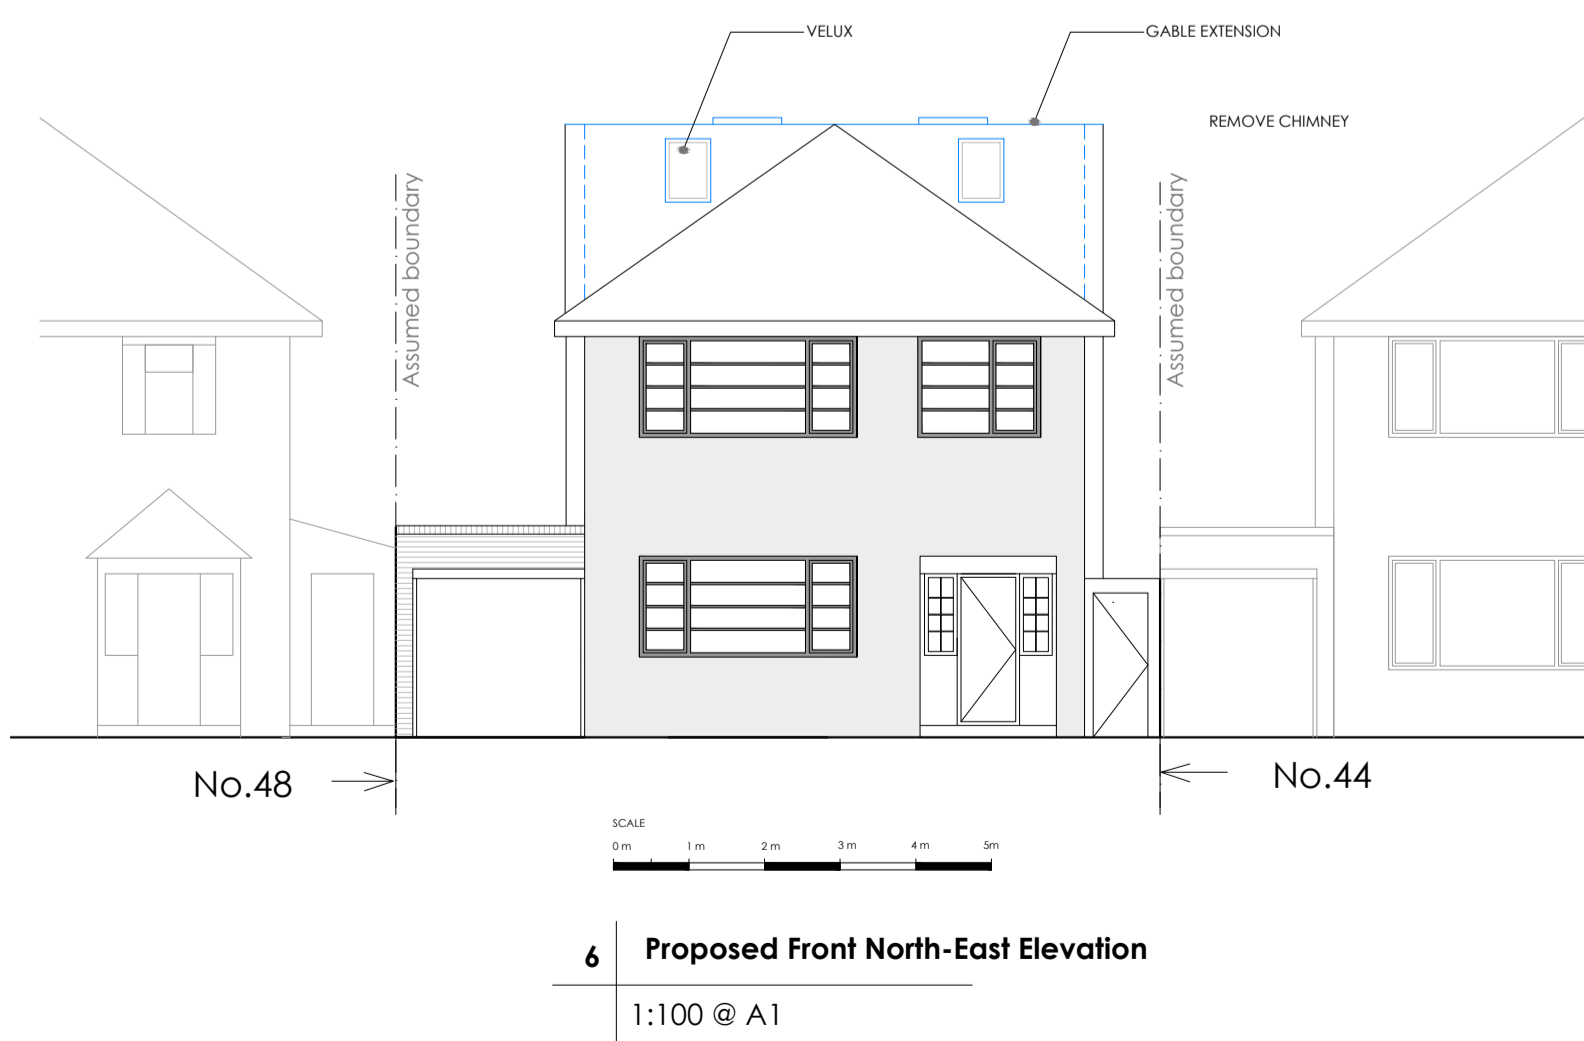 VELUX
GABLE EXTENSION
REMOVE CHIMNEY
Assumed boundary
Assumed boundary
No.48
No.44
SCALE
0 m 1 m 2 m 3 m 4 m 5m
6 Proposed Front North-East Elevation
1:100 @ A1